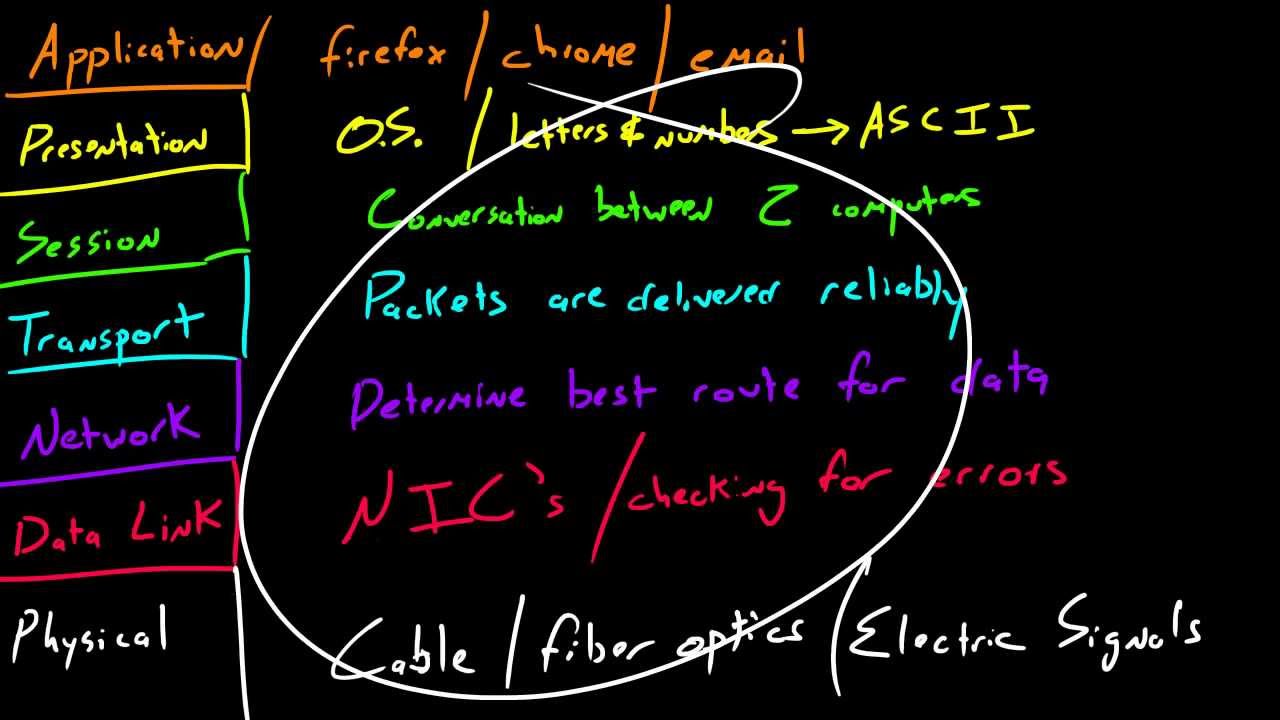 Application / firefox / chrome / email
Presentation O.S. / letters & numbers → ASCII
Session Conversation between 2 computers
Transport Packets are delivered reliably
Network Determine best route for data
Data Link NIC's / checking for errors
Physical Cable / fiber optics / Electric Signals